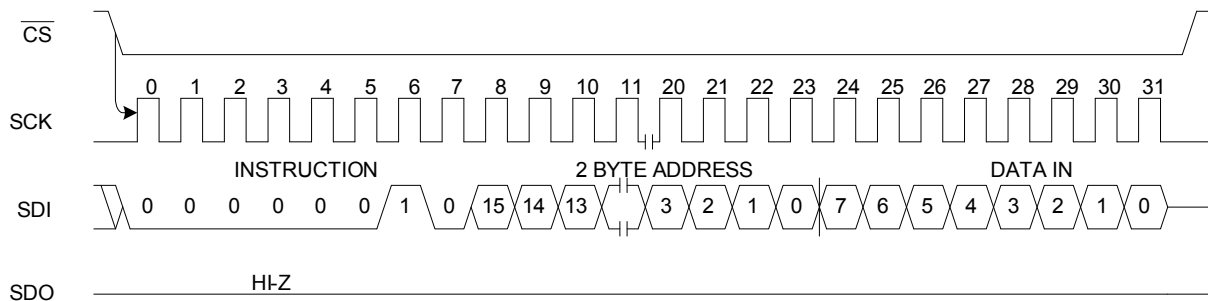 CS
0 1 2 3 4 5 6 7 8 9 10 11 20 21 22 23 24 25 26 27 28 29 30 31
SCK
INSTRUCTION 2 BYTE ADDRESS DATA IN
SDI 0 0 0 0 0 0 1 0 15 14 13 3 2 1 0 7 6 5 4 3 2 1 0
HI-Z
SDO